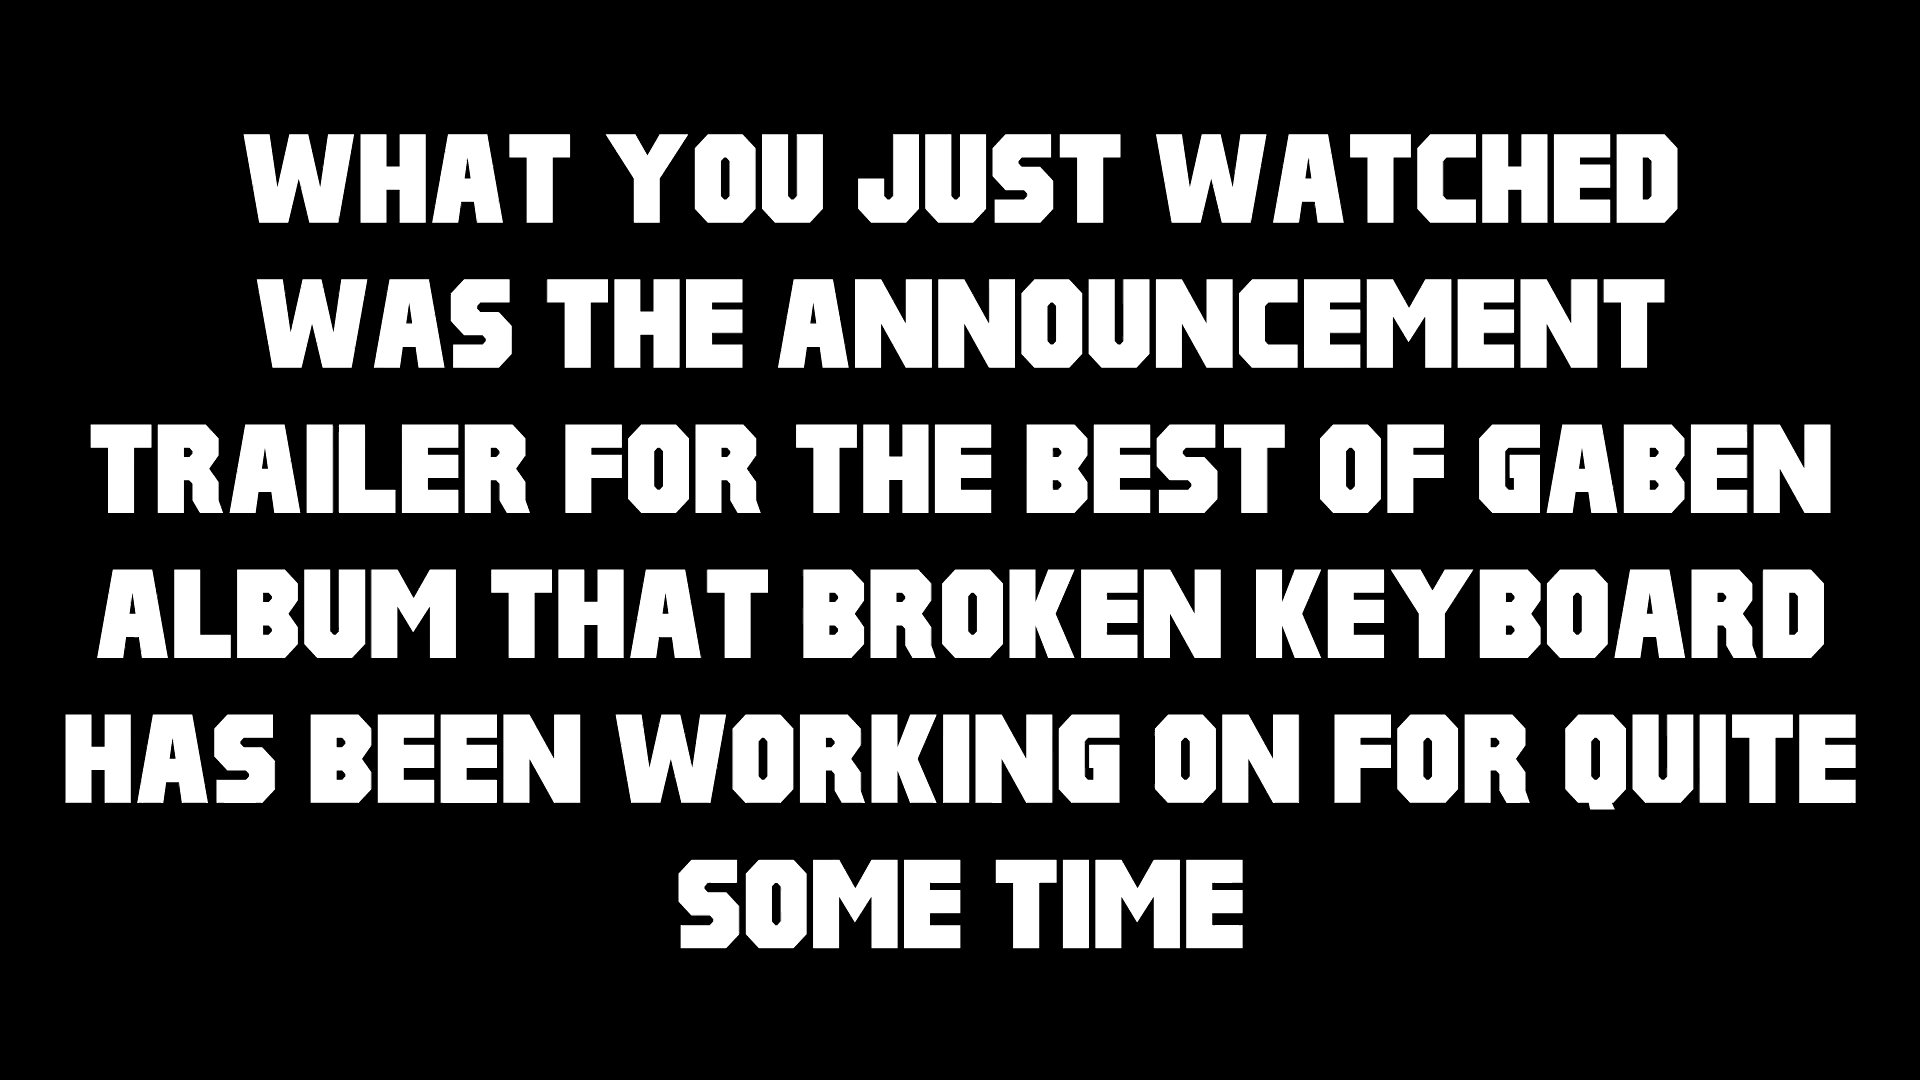 WHAT YOU JUST WATCHED
WAS THE ANNOUNCEMENT
TRAILER FOR THE BEST OF GABEN
ALBUM THAT BROKEN KEYBOARD
HAS BEEN WORKING ON FOR QUITE
SOME TIME